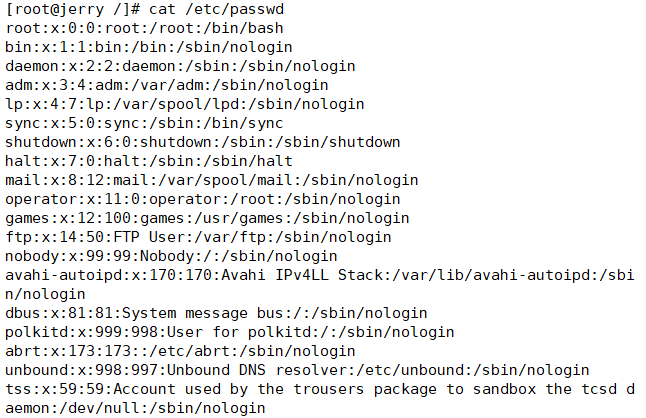 [root@jerry /]# cat /etc/passwd
root:x:0:0:root:/root:/bin/bash
bin:x:1:1:bin:/bin:/sbin/nologin
daemon:x:2:2:daemon:/sbin:/sbin/nologin
adm:x:3:4:adm:/var/adm:/sbin/nologin
lp:x:4:7:lp:/var/spool/lpd:/sbin/nologin
sync:x:5:0:sync:/sbin:/bin/sync
shutdown:x:6:0:shutdown:/sbin:/sbin/shutdown
halt:x:7:0:halt:/sbin:/sbin/halt
mail:x:8:12:mail:/var/spool/mail:/sbin/nologin
operator:x:11:0:operator:/root:/sbin/nologin
games:x:12:100:games:/usr/games:/sbin/nologin
ftp:x:14:50:FTP User:/var/ftp:/sbin/nologin
nobody:x:99:99:Nobody:/:/sbin/nologin
avahi-autoipd:x:170:170:Avahi IPv4LL Stack:/var/lib/avahi-autoipd:/sbi
n/nologin
dbus:x:81:81:System message bus:/:/sbin/nologin
polkitd:x:999:998:User for polkitd:/:/sbin/nologin
abrt:x:173:173::/etc/abrt:/sbin/nologin
unbound:x:998:997:Unbound DNS resolver:/etc/unbound:/sbin/nologin
tss:x:59:59:Account used by the trousers package to sandbox the tcsd d
aemon:/dev/null:/sbin/nologin